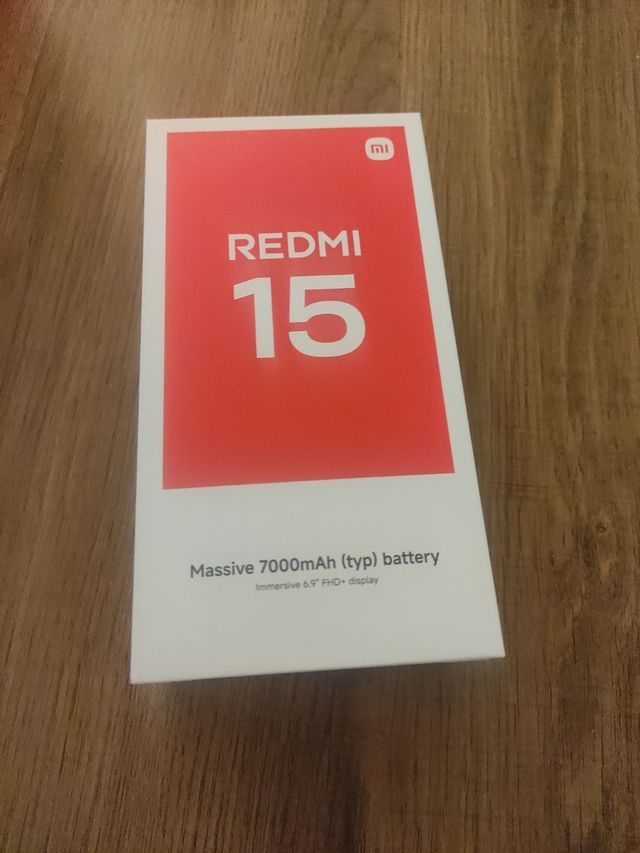 mi
REDMI
15
Massive 7000mAh (typ) battery
Immersive 6.9" FHD+ display